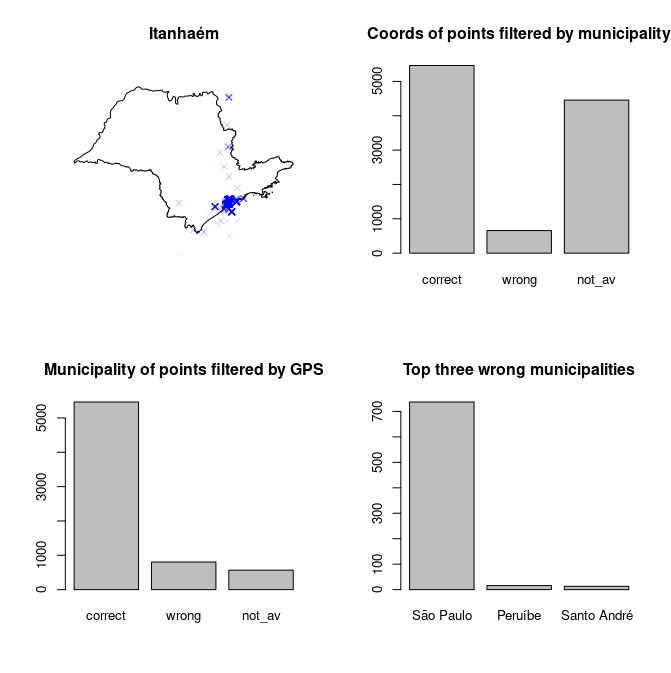 Itanhaém
Coords of points filtered by municipality
5000
3000
1000
0
correct wrong not_av
Municipality of points filtered by GPS
5000
3000
1000
0
correct wrong not_av
Top three wrong municipalities
700
500
300
100
0
São Paulo Peruíbe Santo André